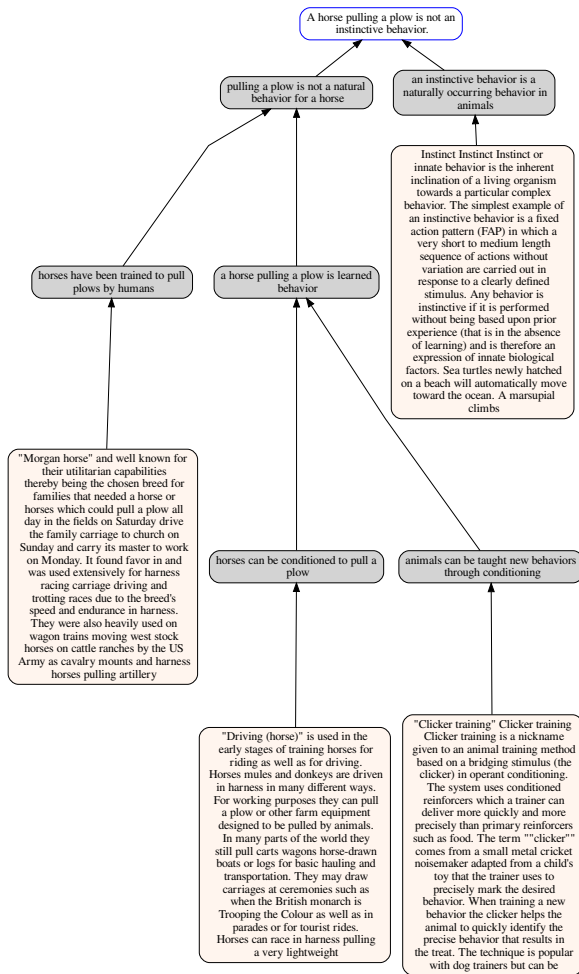 A horse pulling a plow is not an
instinctive behavior.
pulling a plow is not a natural
behavior for a horse
an instinctive behavior is a
naturally occurring behavior in
animals
Instinct Instinct Instinct or
innate behavior is the inherent
inclination of a living organism
towards a particular complex
behavior. The simplest example of
an instinctive behavior is a fixed
action pattern (FAP) in which a
very short to medium length
sequence of actions without
variation are carried out in
response to a clearly defined
stimulus. Any behavior is
instinctive if it is performed
without being based upon prior
experience (that is in the absence
of learning) and is therefore an
expression of innate biological
factors. Sea turtles newly hatched
on a beach will automatically move
toward the ocean. A marsupial
climbs
horses have been trained to pull
plows by humans
a horse pulling a plow is learned
behavior
"Morgan horse" and well known for
their utilitarian capabilities
thereby being the chosen breed for
families that needed a horse or
horses which could pull a plow all
day in the fields on Saturday drive
the family carriage to church on
Sunday and carry its master to work
on Monday. It found favor in and
was used extensively for harness
racing carriage driving and
trotting races due to the breed's
speed and endurance in harness.
They were also heavily used on
wagon trains moving west stock
horses on cattle ranches by the US
Army as cavalry mounts and harness
horses pulling artillery
horses can be conditioned to pull a
plow
animals can be taught new behaviors
through conditioning
"Driving (horse)" is used in the
early stages of training horses for
riding as well as for driving.
Horses mules and donkeys are driven
in harness in many different ways.
For working purposes they can pull
a plow or other farm equipment
designed to be pulled by animals.
In many parts of the world they
still pull carts wagons horse-drawn
boats or logs for basic hauling and
transportation. They may draw
carriages at ceremonies such as
when the British monarch is
Trooping the Colour as well as in
parades or for tourist rides.
Horses can race in harness pulling
a very lightweight
"Clicker training" Clicker training
Clicker training is a nickname
given to an animal training method
based on a bridging stimulus (the
clicker) in operant conditioning.
The system uses conditioned
reinforcers which a trainer can
deliver more quickly and more
precisely than primary reinforcers
such as food. The term ""clicker""
comes from a small metal cricket
noisemaker adapted from a child's
toy that the trainer uses to
precisely mark the desired
behavior. When training a new
behavior the clicker helps the
animal to quickly identify the
precise behavior that results in
the treat. The technique is popular
with dog trainers but can be